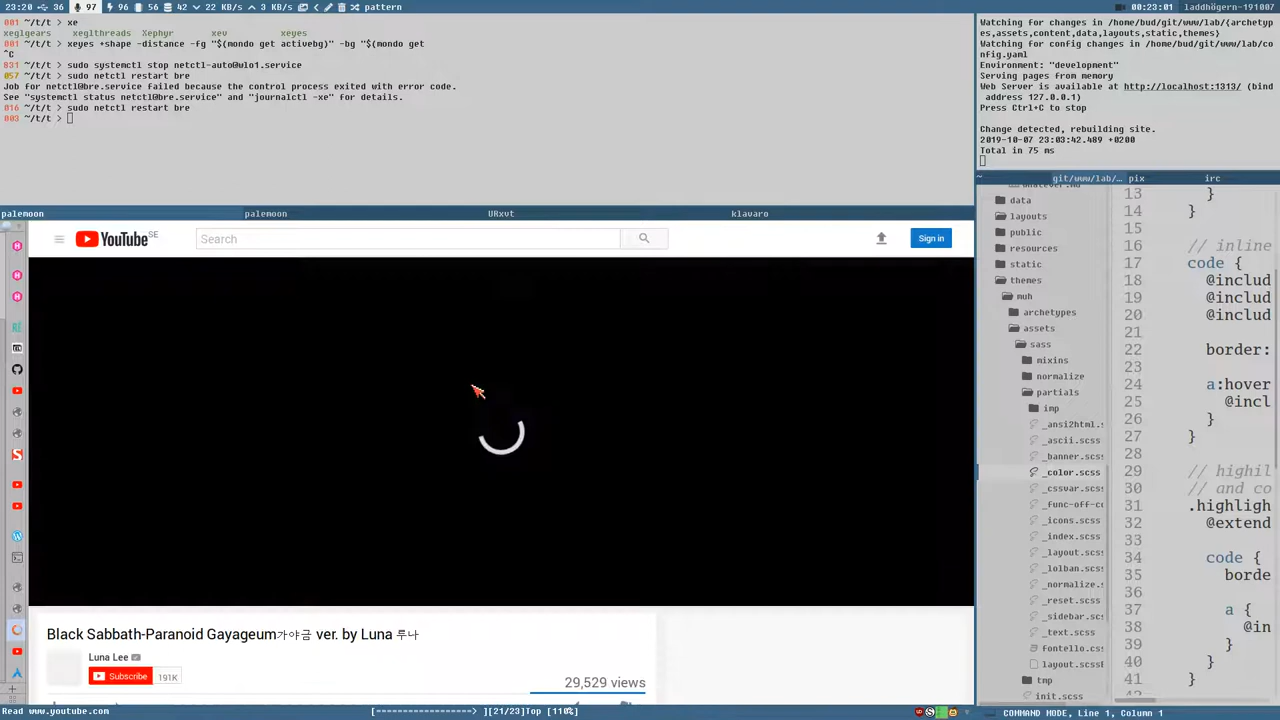 23:20 36 97 96 56 42 22 KB/s 3 KB/s pattern
23:01 laddhögern-191007
001 ~/t/t > xe
xeglgears xeglthreads Xephyr xev xeyes
001 ~/t/t > xeyes +shape -distance -fg "$(mondo get activebg)" -bg "$(mondo get
^C
831 ~/t/t > sudo systemctl stop netctl-auto@wlo1.service
057 ~/t/t > sudo netctl restart bre
Job for netctl@bre.service failed because the control process exited with error code.
See "systemctl status netctl@bre.service" and "journalctl -xe" for details.
016 ~/t/t > sudo netctl restart bre
803 ~/t/t >
Watching for changes in /home/bud/git/www/lab/{archetyp
es,assets,content,data,layouts,static,themes}
Watching for config changes in /home/bud/git/www/lab/co
nfig.yaml
Environment: "development"
Serving pages from memory
Web Server is available at http://localhost:1313/ (bind
address 127.0.0.1)
Press Ctrl+C to stop
Change detected, rebuilding site.
2019-10-07 23:03:42.489 +0200
Total in 75 ms
palemoon palemoon URxvt klavaro
YouTube SE
Search
Sign in
Black Sabbath-Paranoid Gayageum가야금 ver. by Luna 루나
Luna Lee
Subscribe 191K
29,529 views
Read www.youtube.com
[------------------> ][21/23]Top [110%]
~ git/www/lab/... pix irc
data
layouts
public
resources
static
themes
muh
archetypes
assets
sass
mixins
normalize
partials
imp
_ansi2html.s
_ascii.scss
_banner.scss
_color.scss
_cssvar.scss
_func-off-co
_icons.scss
_index.scss
_layout.scss
_lolban.scss
_normalize.s
_reset.scss
_sidebar.scss
_text.scss
fontello.css
layout.scss
tmp
init.scss
13 }
14 }
15
16 // inline
17 code {
18 @includ
19 @includ
20 @includ
21
22 border:
23
24 a:hover
25 @incl
26 }
27 }
28
29 // highil
30 // and co
31 .highligh
32 @extend
33
34 code {
35 borde
36
37 a {
38 @in
39 }
40 }
41 }
COMMAND MODE, Line 1, Column 1